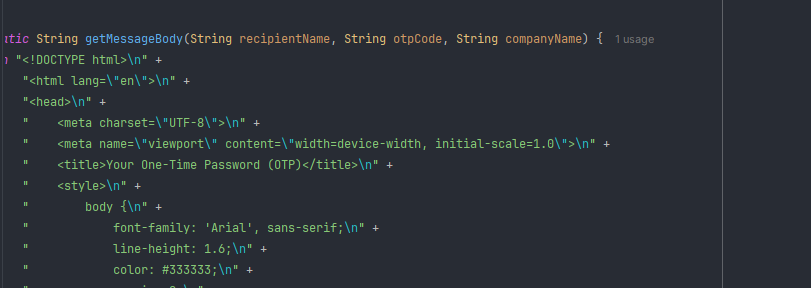 tic String getMessageBody(String recipientName, String otpCode, String companyName) { 1 usage
"<!DOCTYPE html>\n" +
"<html lang=\"en\">\n" +
"<head>\n" +
"    <meta charset=\"UTF-8\">\n" +
"    <meta name=\"viewport\" content=\"width=device-width, initial-scale=1.0\">\n" +
"    <title>Your One-Time Password (OTP)</title>\n" +
"    <style>\n" +
"        body {\n" +
"            font-family: 'Arial', sans-serif;\n" +
"            line-height: 1.6;\n" +
"            color: #333333;\n" +